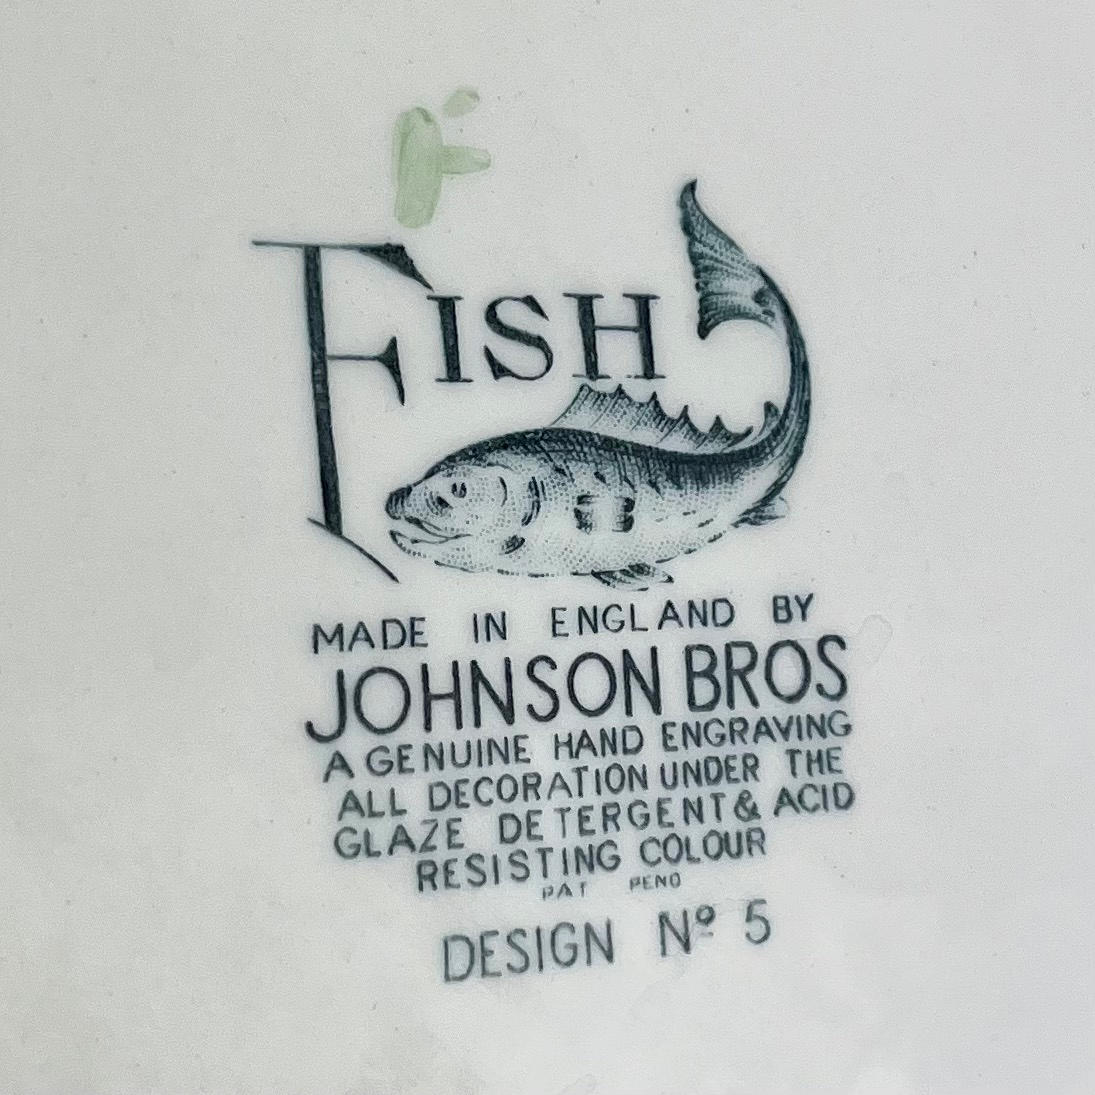 FISH
MADE IN ENGLAND BY
JOHNSON BROS
A GENUINE HAND ENGRAVING
ALL DECORATION UNDER THE
GLAZE DETERGENT & ACID
RESISTING COLOUR
PAT PEND
DESIGN Nº 5